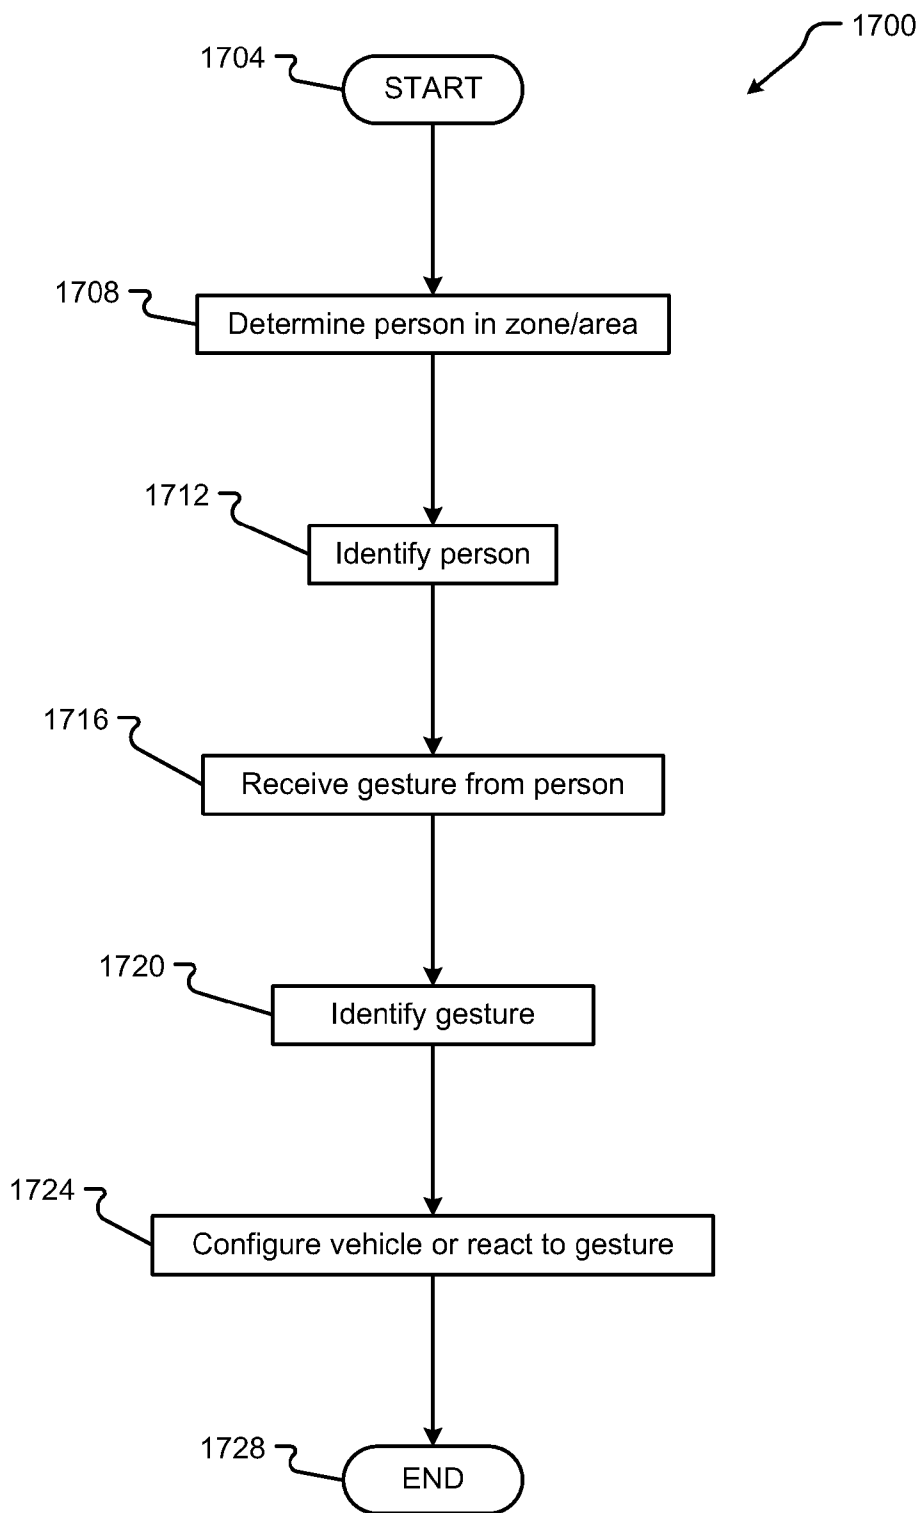 1700
1704
START
1708
Determine person in zone/area
1712
Identify person
1716
Receive gesture from person
1720
Identify gesture
1724
Configure vehicle or react to gesture
1728
END